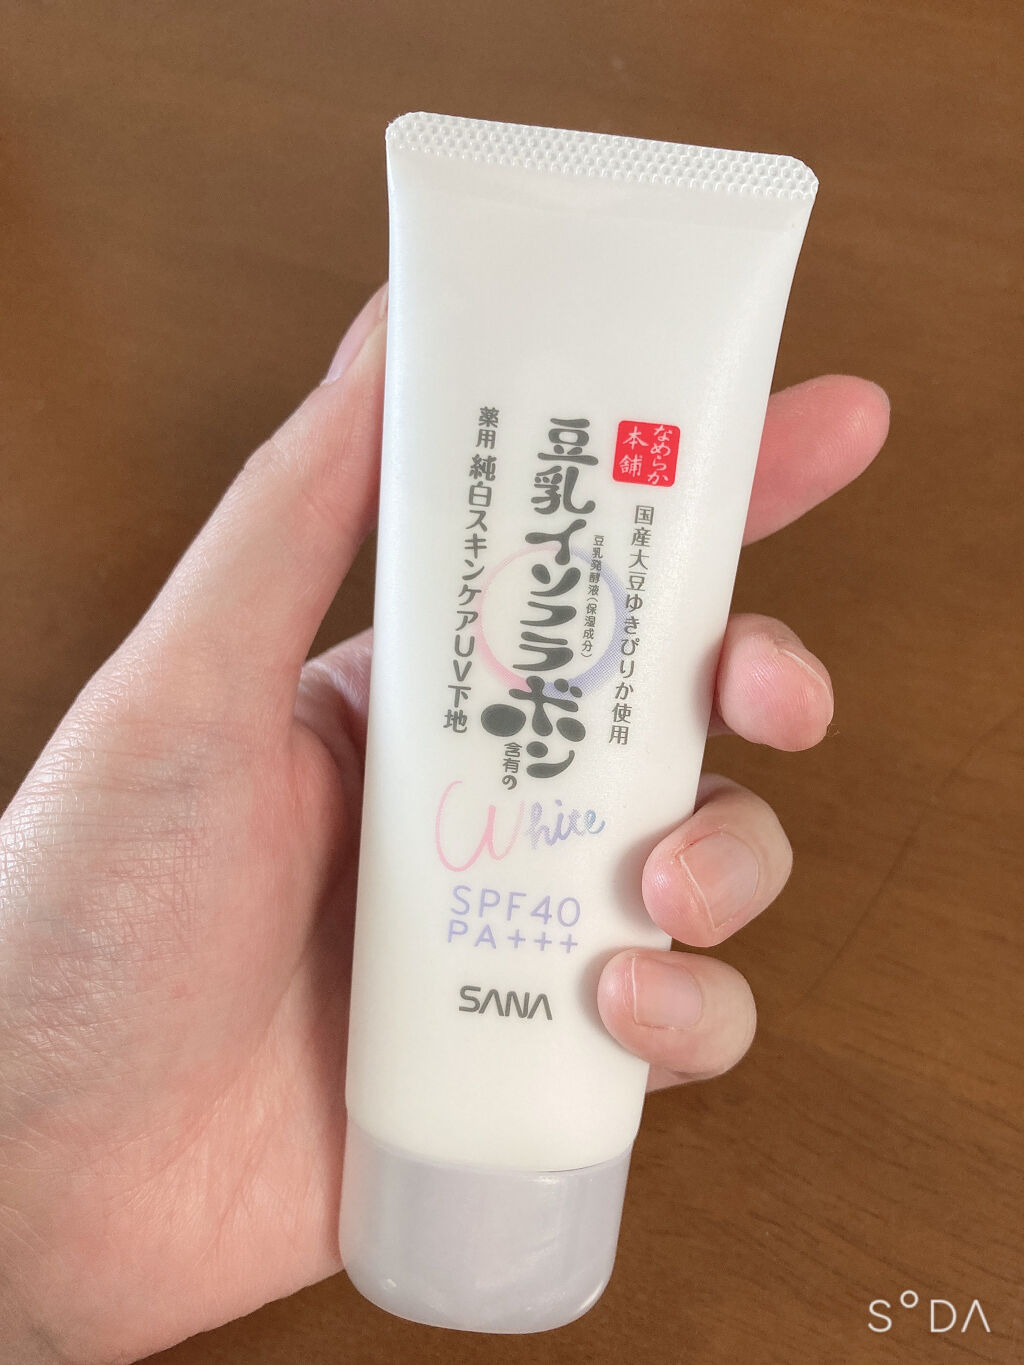 なめらか
本舗
国産大豆ゆきぴりか使用
豆乳発酵液(保湿成分)
豆乳イソフラボン
含有の
薬用 純白スキンケアUV下地
White
SPF40
PA+++
SANA
SODA